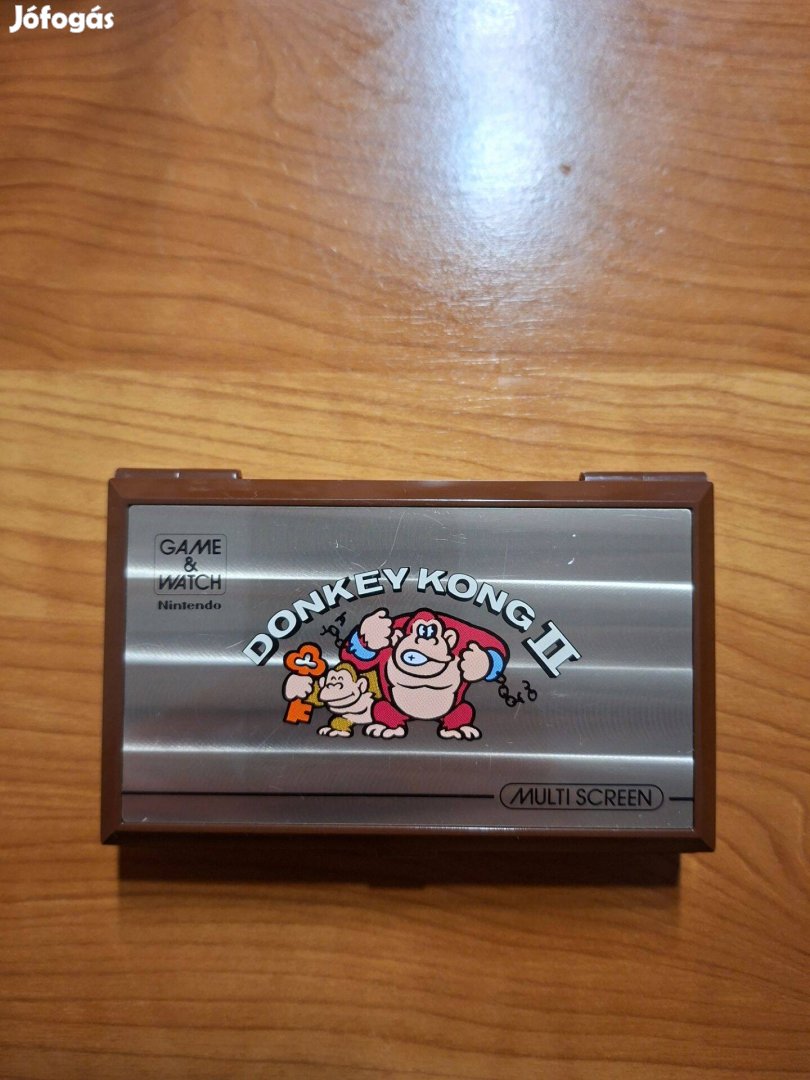 Jófogás
GAME
&
WATCH
Nintendo
DONKEY KONG II
MULTI SCREEN